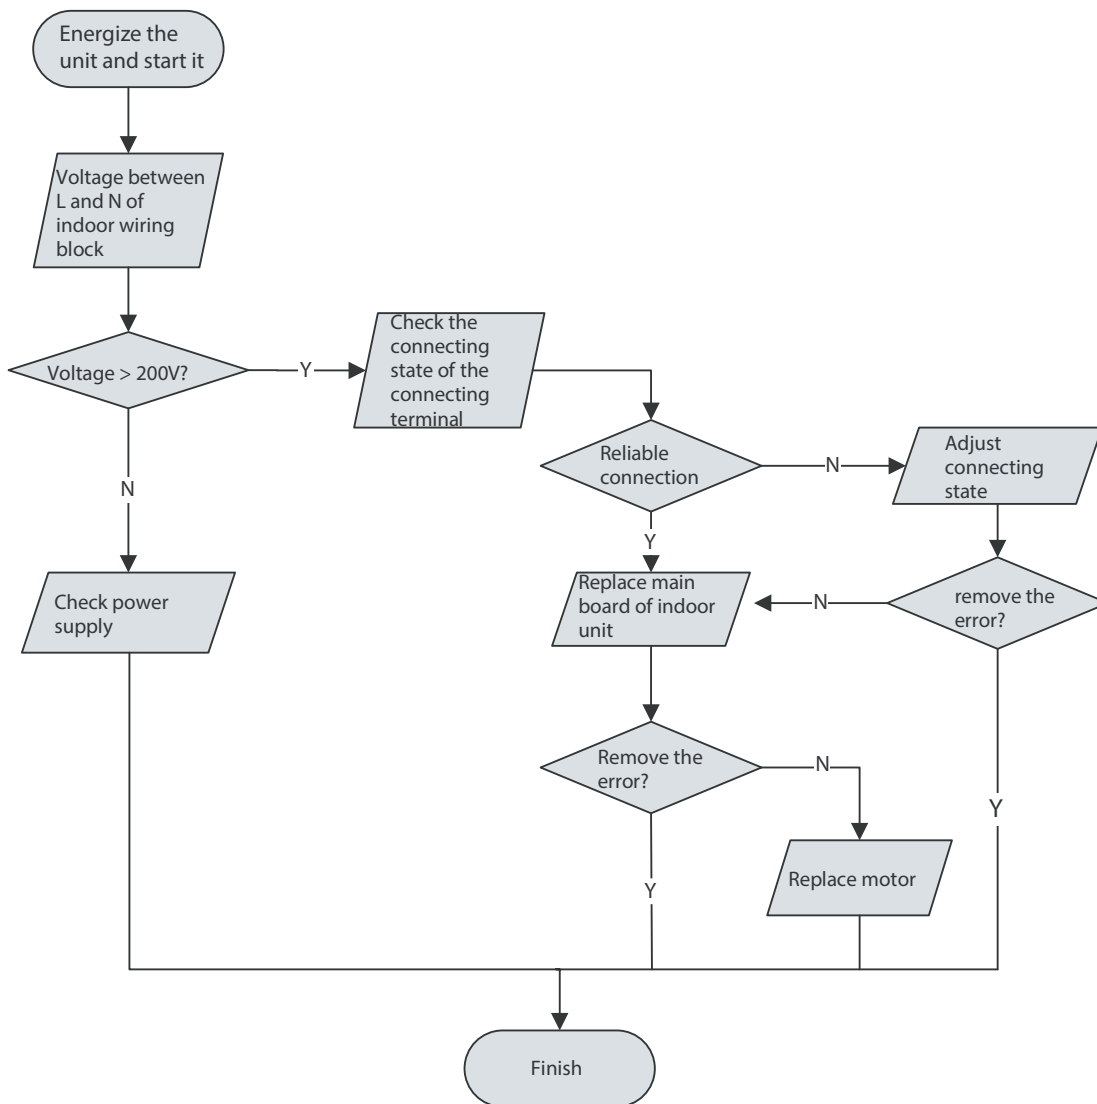 Energize the
unit and start it
Voltage between
L and N of
indoor wiring
block
Voltage > 200V?
Y
Check the
connecting
state of the
connecting
terminal
Reliable
connection
N
Adjust
connecting
state
N
Y
Check power
supply
Replace main
board of indoor
unit
N
remove the
error?
Remove the
error?
N
Y
Replace motor
Y
Finish